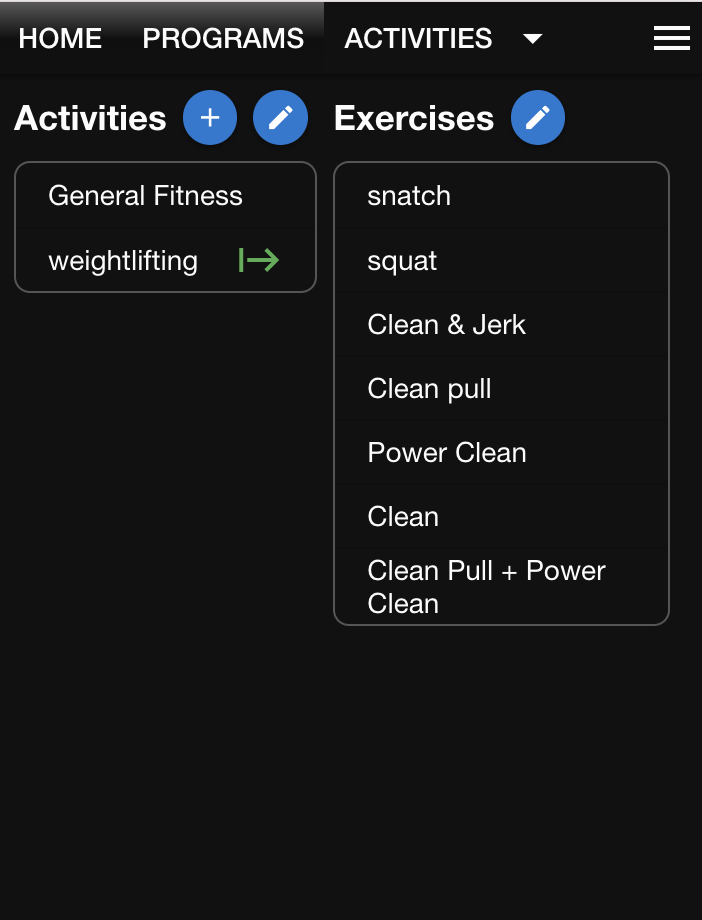 HOME PROGRAMS ACTIVITIES
Activities
Exercises
General Fitness
weightlifting
snatch
squat
Clean & Jerk
Clean pull
Power Clean
Clean
Clean Pull + Power
Clean